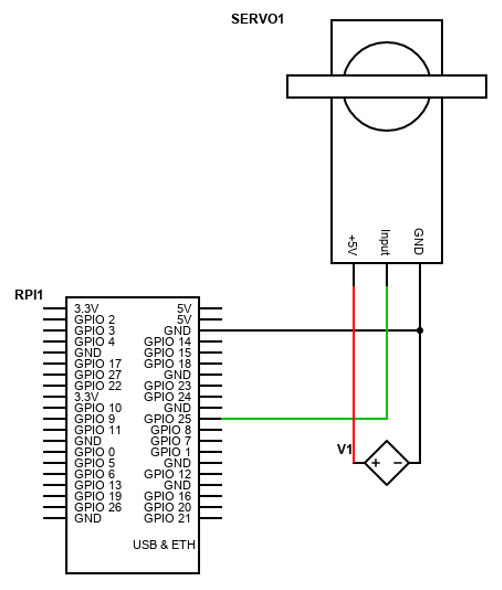 SERVO1
+5V
Input
GND
RPI1
3.3V 5V
GPIO 2 5V
GPIO 3 GND
GPIO 4 GPIO 14
GND GPIO 15
GPIO 17 GPIO 18
GPIO 27 GND
GPIO 22 GPIO 23
3.3V GPIO 24
GPIO 10 GND
GPIO 9 GPIO 25
GPIO 11 GPIO 8
GND GPIO 7
GPIO 0 GPIO 1
GPIO 5 GND
GPIO 6 GPIO 12
GPIO 13 GND
GPIO 19 GPIO 16
GPIO 26 GPIO 20
GND GPIO 21
USB & ETH
V1
+ −